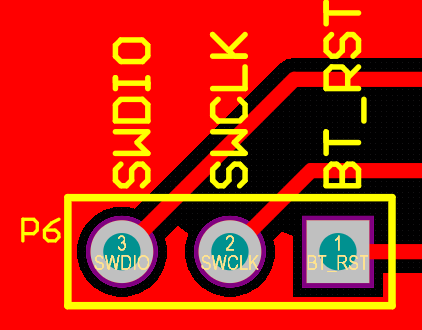 SWDIO
SWCLK
BT_RST
P6
3
SWDIO
2
SWCLK
1
BT_RST